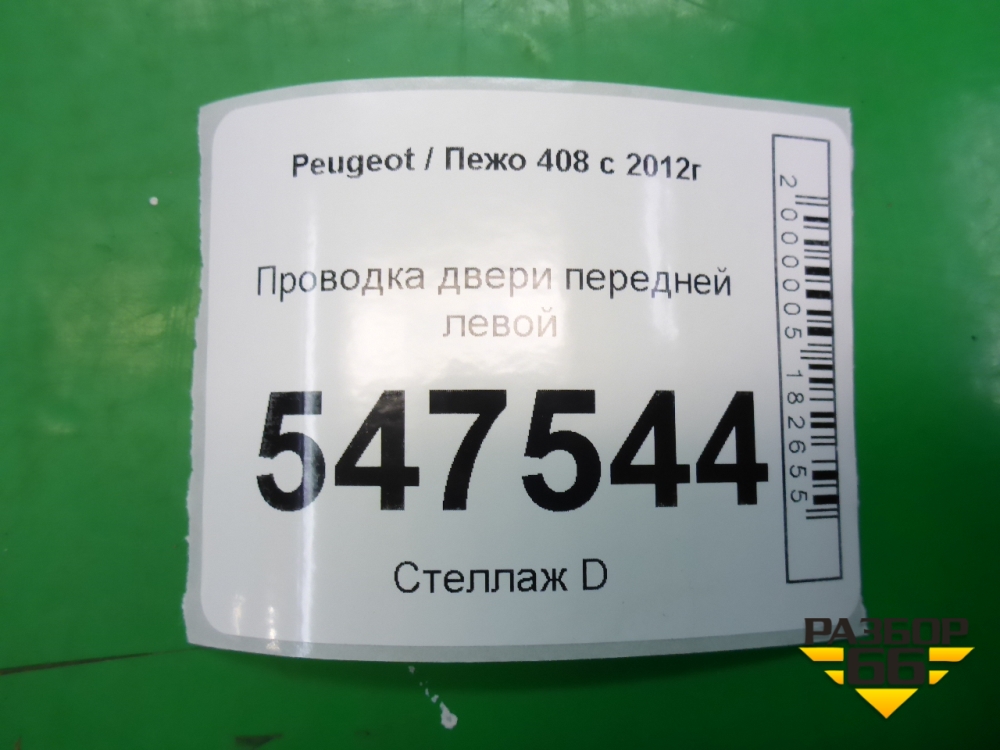 Peugeot / Пежо 408 с 2012г
Проводка двери передней
левой
547544
Стеллаж D
2000005182655
РАЗБОР
66